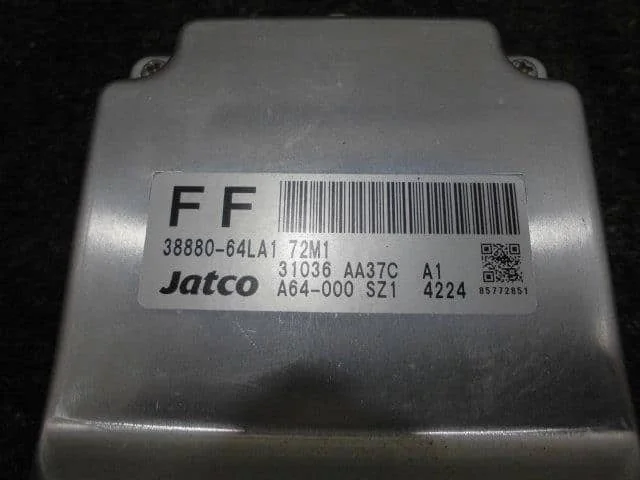 FF
38880-64LA1 72M1
31036 AA37C A1
Jatco A64-000 SZ1 4224
85772851